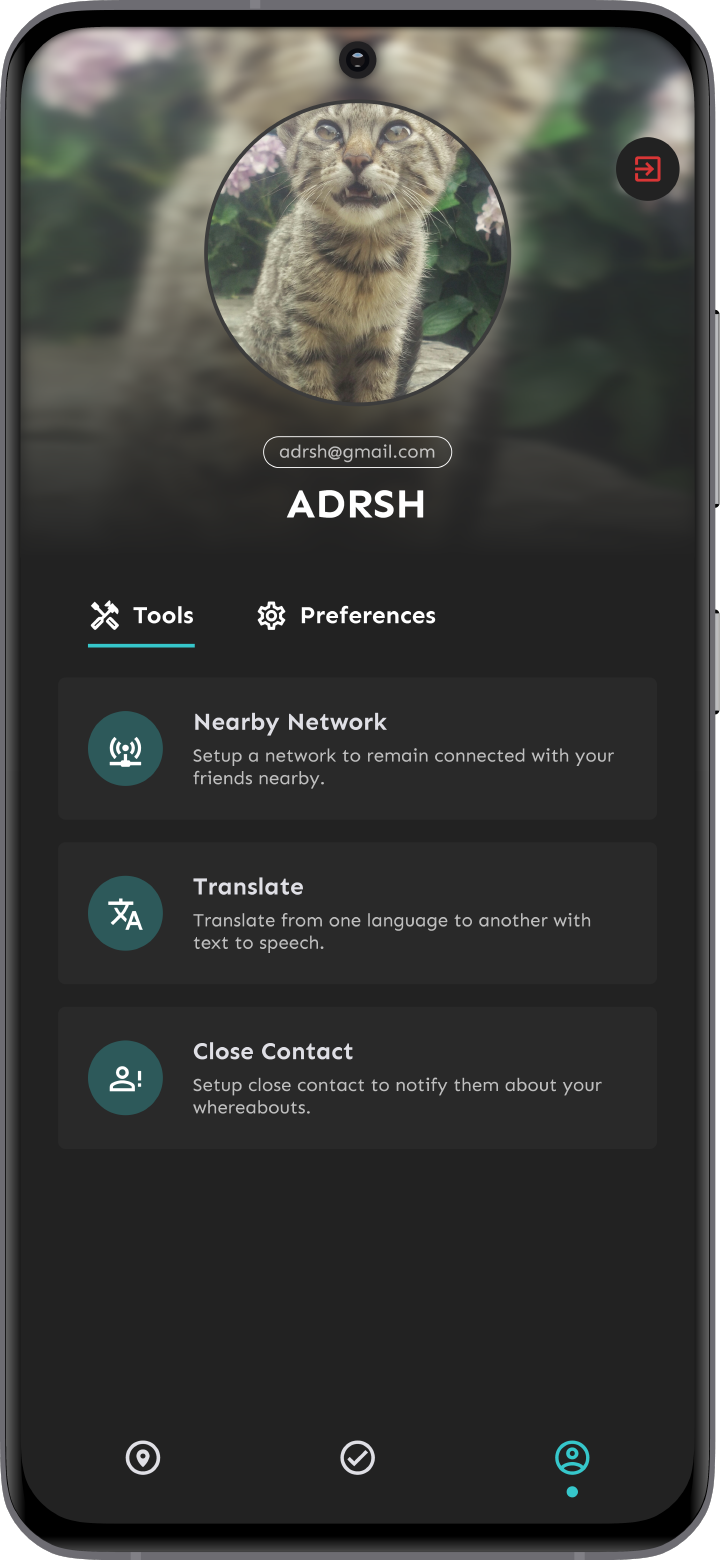 adrsh@gmail.com
ADRSH
Tools Preferences
Nearby Network
Setup a network to remain connected with your
friends nearby.
Translate
Translate from one language to another with
text to speech.
Close Contact
Setup close contact to notify them about your
whereabouts.